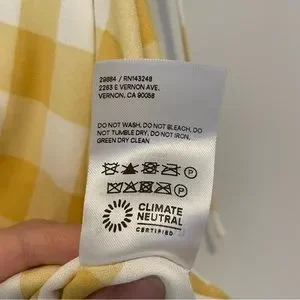 29884 / RN143248
2263 E VERNON AVE.
VERNON, CA 90058
DO NOT WASH, DO NOT BLEACH, DO
NOT TUMBLE DRY, DO NOT IRON,
GREEN DRY CLEAN
P
P
CLIMATE
NEUTRAL
CERTIFIED